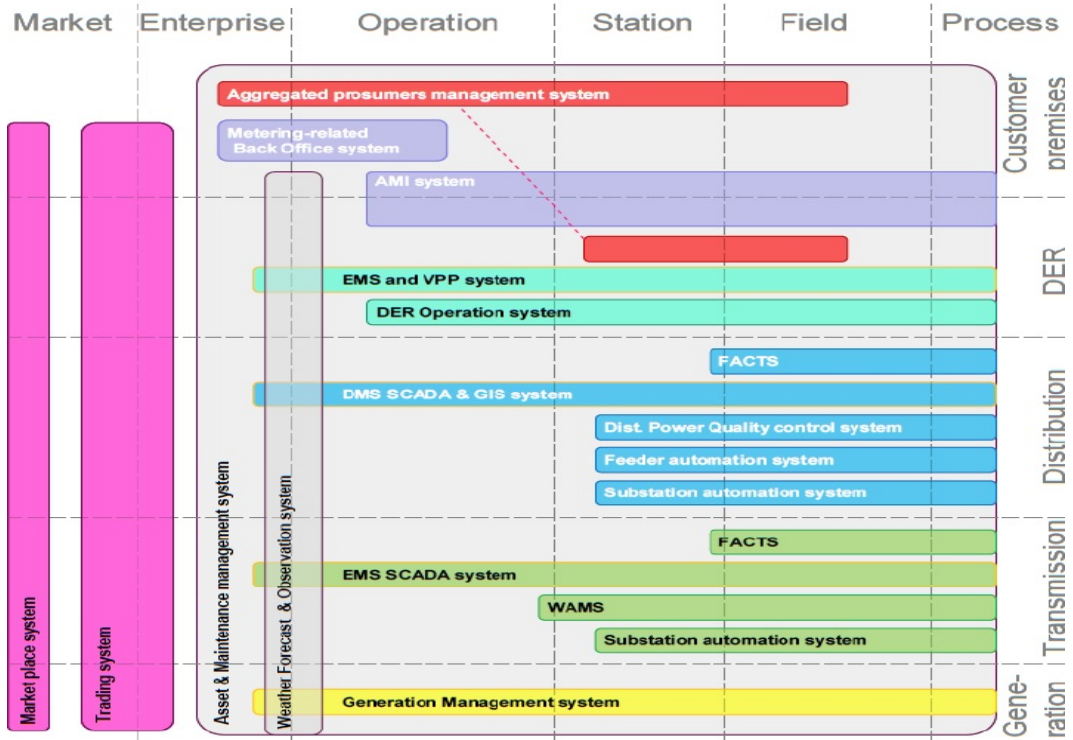 Market
Enterprise
Operation
Station
Field
Process
Customer
premises
DER
Distribution
Transmission
Gene-
ration
Aggregated prosumers management system
Metering-related
Back Office system
AMI system
EMS and VPP system
DER Operation system
FACTS
DMS SCADA & GIS system
Dist. Power Quality control system
Feeder automation system
Substation automation system
FACTS
EMS SCADA system
WAMS
Substation automation system
Generation Management system
Market place system
Trading system
Asset & Maintenance management system
Weather Forecast & Observation system